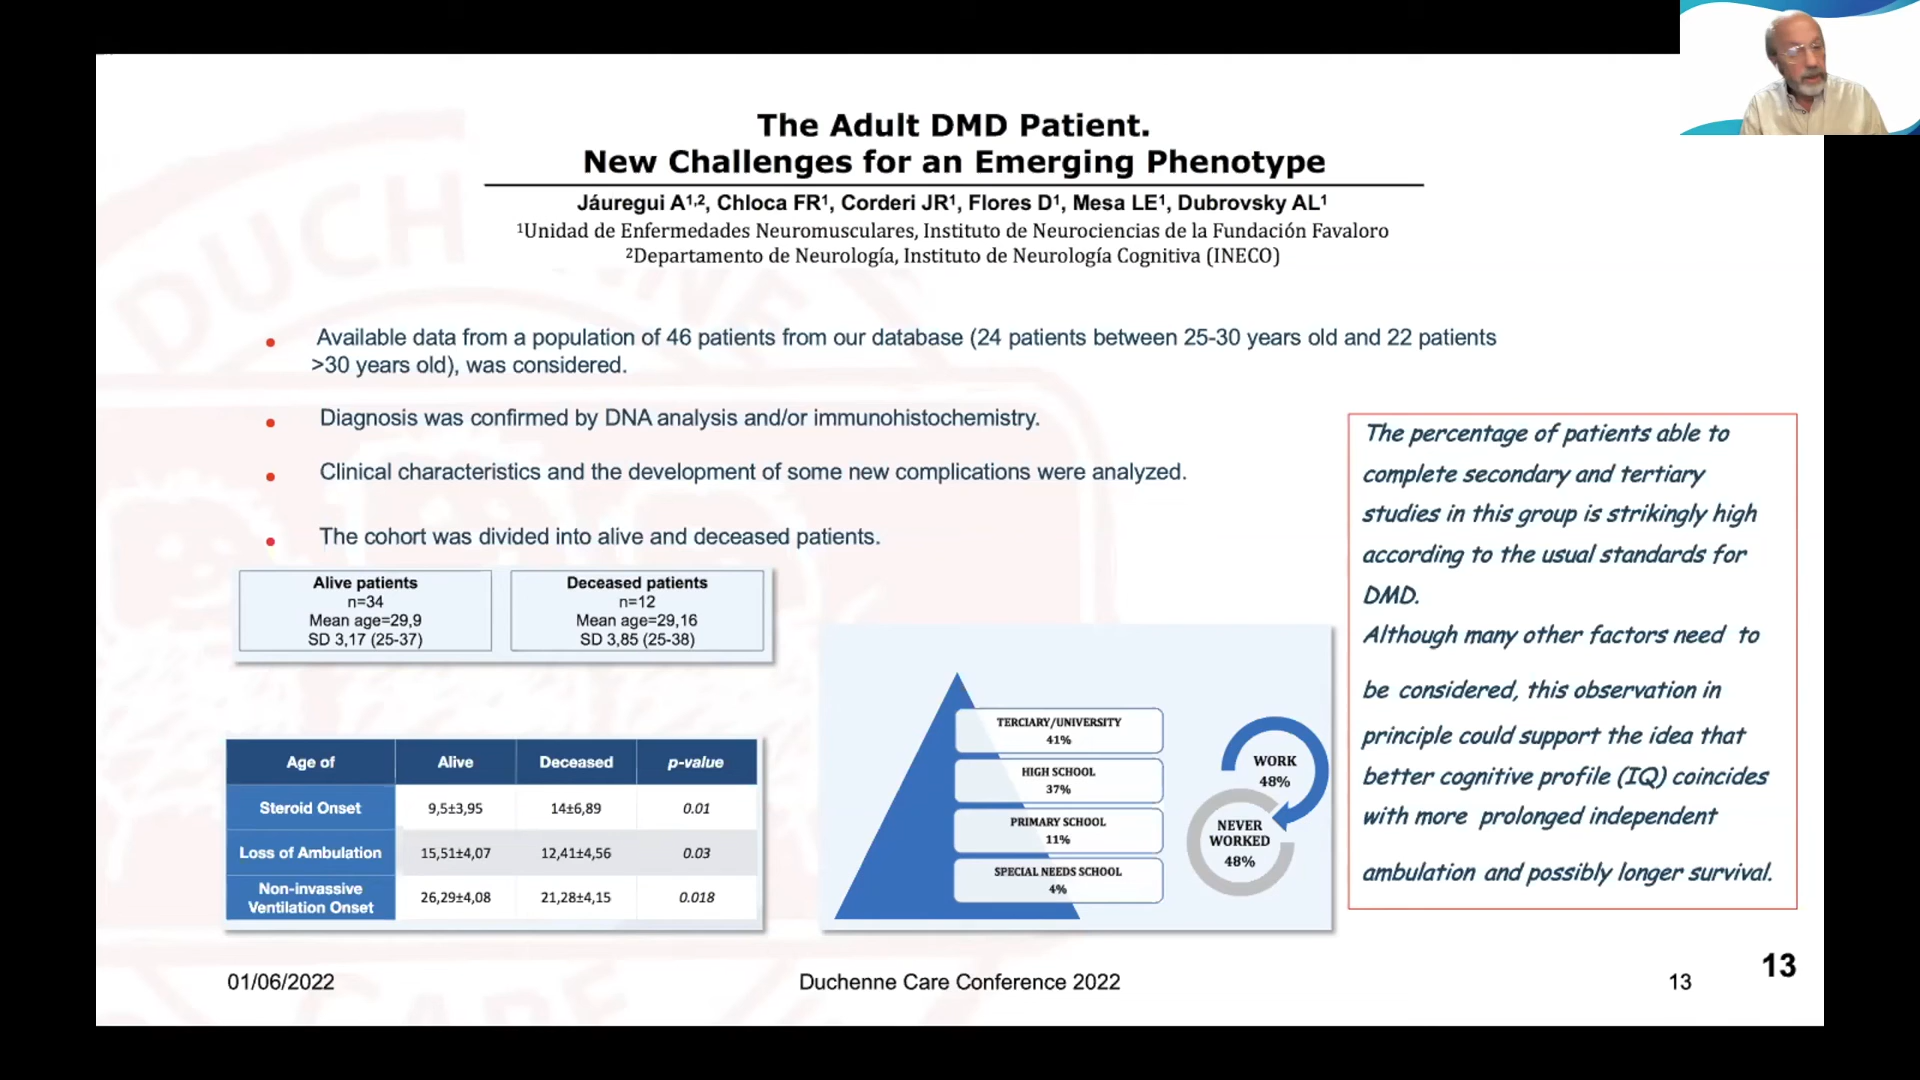 The Adult DMD Patient.
New Challenges for an Emerging Phenotype
Jáuregui A¹,², Chloca FR¹, Corderi JR¹, Flores D¹, Mesa LE¹, Dubrovsky AL¹
¹Unidad de Enfermedades Neuromusculares, Instituto de Neurociencias de la Fundación Favaloro
²Departamento de Neurología, Instituto de Neurología Cognitiva (INECO)
• Available data from a population of 46 patients from our database (24 patients between 25-30 years old and 22 patients
>30 years old), was considered.
• Diagnosis was confirmed by DNA analysis and/or immunohistochemistry.
• Clinical characteristics and the development of some new complications were analyzed.
• The cohort was divided into alive and deceased patients.
Alive patients
n=34
Mean age=29,9
SD 3,17 (25-37)
Deceased patients
n=12
Mean age=29,16
SD 3,85 (25-38)
Age of Alive Deceased p-value
Steroid Onset 9,5±3,95 14±6,89 0.01
Loss of Ambulation 15,51±4,07 12,41±4,56 0.03
Non-invassive
Ventilation Onset 26,29±4,08 21,28±4,15 0.018
TERCIARY/UNIVERSITY
41%
HIGH SCHOOL
37%
PRIMARY SCHOOL
11%
SPECIAL NEEDS SCHOOL
4%
WORK
48%
NEVER
WORKED
48%
The percentage of patients able to
complete secondary and tertiary
studies in this group is strikingly high
according to the usual standards for
DMD.
Although many other factors need to
be considered, this observation in
principle could support the idea that
better cognitive profile (IQ) coincides
with more prolonged independent
ambulation and possibly longer survival.
01/06/2022
Duchenne Care Conference 2022
13
13
DUCHENNE
CARE